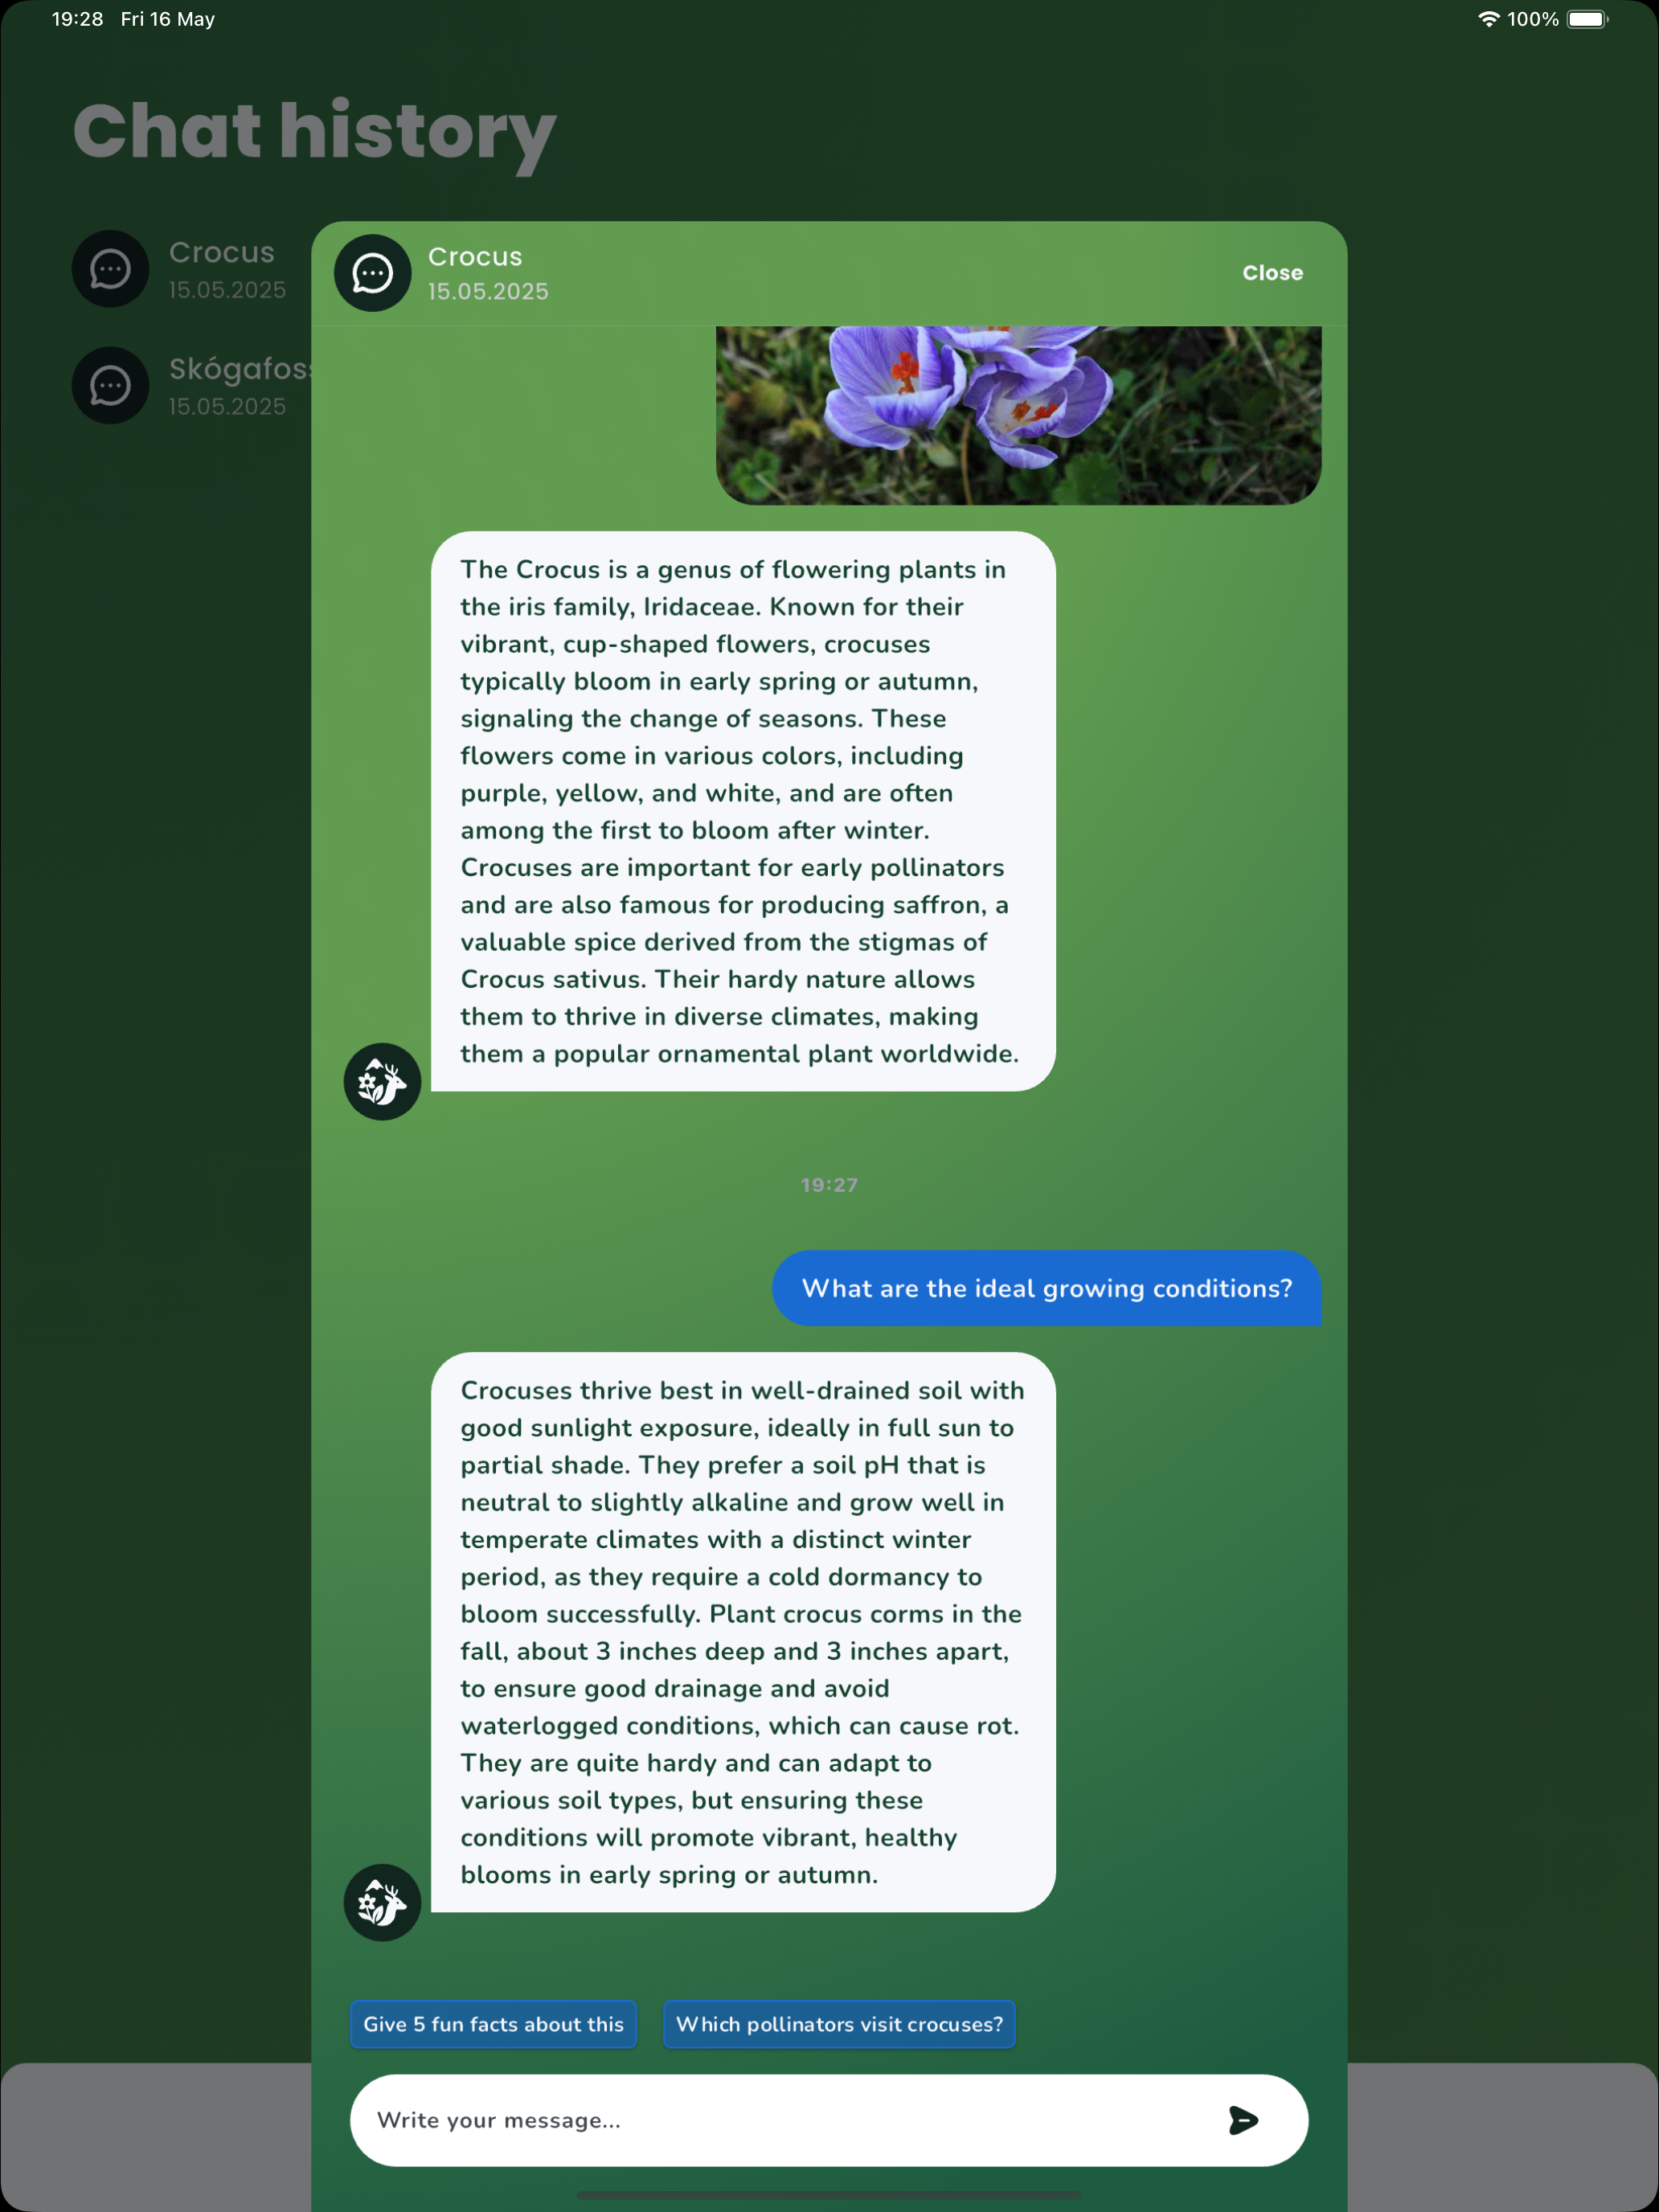 19:28 Fri 16 May
100%
Chat history
Crocus
15.05.2025
15.05.2025
Crocus
15.05.2025
Close
The Crocus is a genus of flowering plants in
the iris family, Iridaceae. Known for their
vibrant, cup-shaped flowers, crocuses
typically bloom in early spring or autumn,
signaling the change of seasons. These
flowers come in various colors, including
purple, yellow, and white, and are often
among the first to bloom after winter.
Crocuses are important for early pollinators
and are also famous for producing saffron, a
valuable spice derived from the stigmas of
Crocus sativus. Their hardy nature allows
them to thrive in diverse climates, making
them a popular ornamental plant worldwide.
19:27
What are the ideal growing conditions?
Crocuses thrive best in well-drained soil with
good sunlight exposure, ideally in full sun to
partial shade. They prefer a soil pH that is
neutral to slightly alkaline and grow well in
temperate climates with a distinct winter
period, as they require a cold dormancy to
bloom successfully. Plant crocus corms in the
fall, about 3 inches deep and 3 inches apart,
to ensure good drainage and avoid
waterlogged conditions, which can cause rot.
They are quite hardy and can adapt to
various soil types, but ensuring these
conditions will promote vibrant, healthy
blooms in early spring or autumn.
Give 5 fun facts about this
Which pollinators visit crocuses?
Write your message...